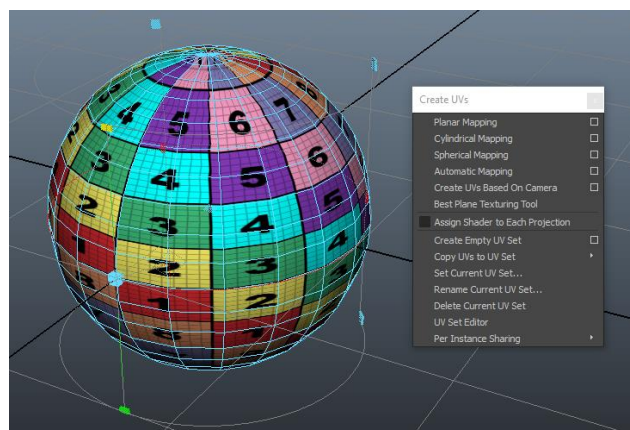 Create UVs
Planar Mapping
Cylindrical Mapping
Spherical Mapping
Automatic Mapping
Create UVs Based On Camera
Best Plane Texturing Tool
Assign Shader to Each Projection
Create Empty UV Set
Copy UVs to UV Set
Set Current UV Set...
Rename Current UV Set...
Delete Current UV Set
UV Set Editor
Per Instance Sharing
4 5 6 7
3 4 5 6
2 3 4 5
1 2 3 4
1 2 3